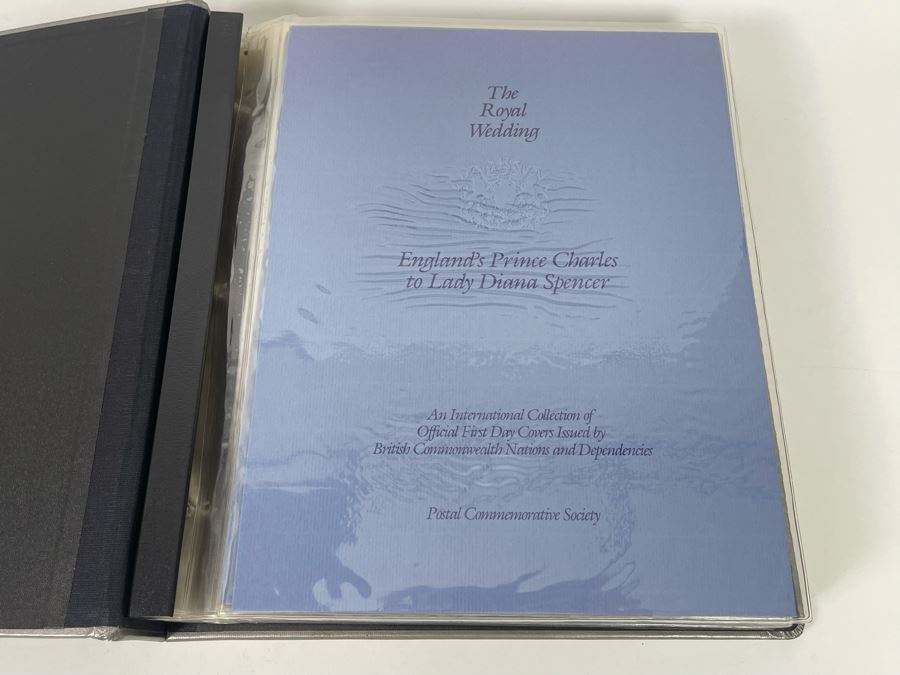 The
Royal
Wedding
England's Prince Charles
to Lady Diana Spencer
An International Collection of
Official First Day Covers Issued by
British Commonwealth Nations and Dependencies
Postal Commemorative Society